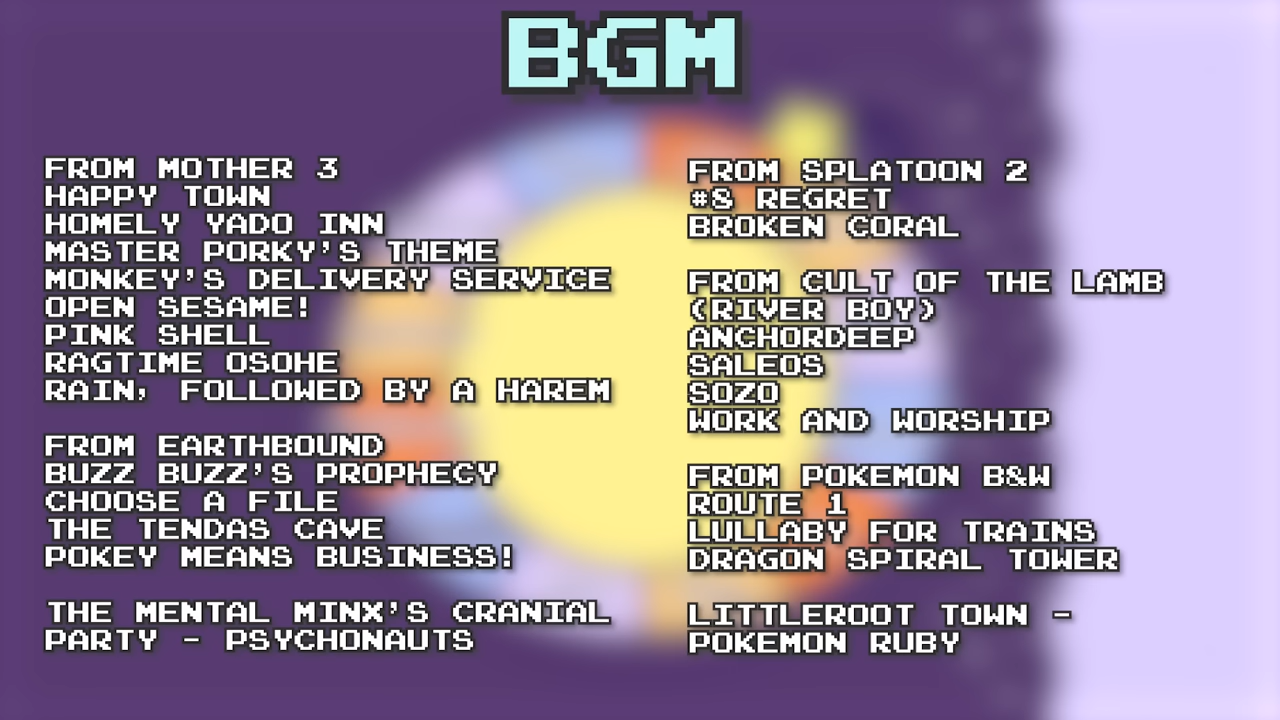 BGM
FROM MOTHER 3
HAPPY TOWN
HOMELY YADO INN
MASTER PORKY'S THEME
MONKEY'S DELIVERY SERVICE
OPEN SESAME!
PINK SHELL
RAGTIME OSOHE
RAIN, FOLLOWED BY A HAREM
FROM EARTHBOUND
BUZZ BUZZ'S PROPHECY
CHOOSE A FILE
THE TENDAS CAVE
POKEY MEANS BUSINESS!
THE MENTAL MINX'S CRANIAL
PARTY - PSYCHONAUTS
FROM SPLATOON 2
#8 REGRET
BROKEN CORAL
FROM CULT OF THE LAMB
(RIVER BOY)
ANCHORDEEP
SALEOS
SOZO
WORK AND WORSHIP
FROM POKEMON B&W
ROUTE 1
LULLABY FOR TRAINS
DRAGON SPIRAL TOWER
LITTLEROOT TOWN -
POKEMON RUBY